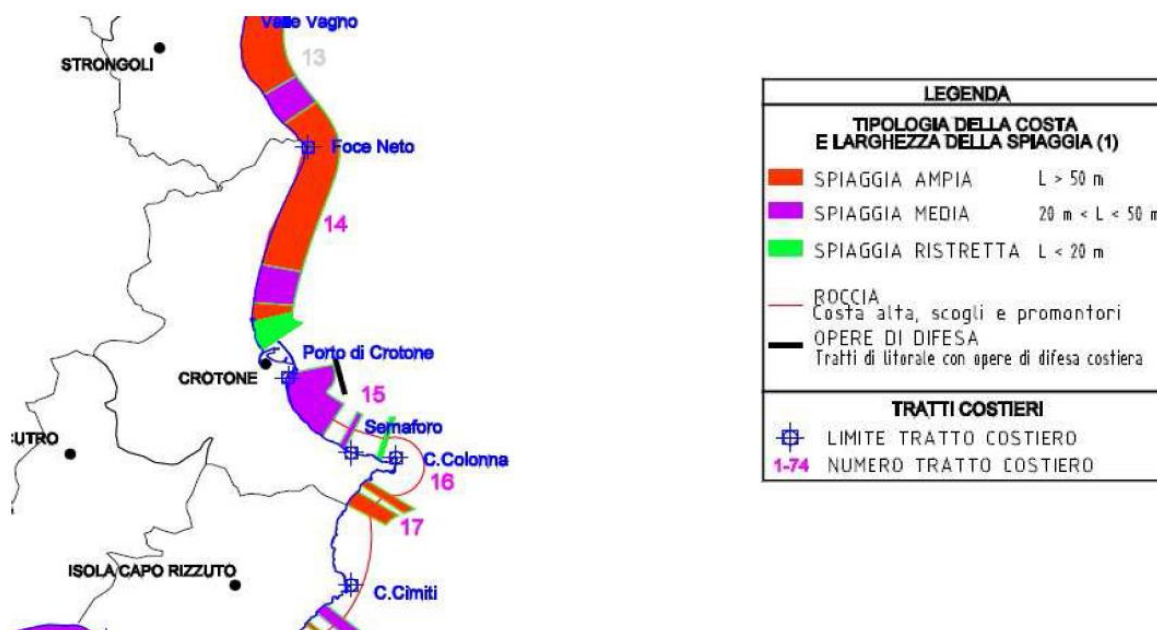 Valle Vagno
13
STRONGOLI
Foce Neto
14
Porto di Crotone
CROTONE
15
Semaforo
UTRO
C.Colonna
16
17
ISOLA CAPO RIZZUTO
C.Cimiti
LEGENDA
TIPOLOGIA DELLA COSTA
E LARGHEZZA DELLA SPIAGGIA (1)
SPIAGGIA AMPIA L > 50 m
SPIAGGIA MEDIA 20 m < L < 50 m
SPIAGGIA RISTRETTA L < 20 m
ROCCIA
Costa alta, scogli e promontori
OPERE DI DIFESA
Tratti di litorale con opere di difesa costiera
TRATTI COSTIERI
LIMITE TRATTO COSTIERO
1-74 NUMERO TRATTO COSTIERO